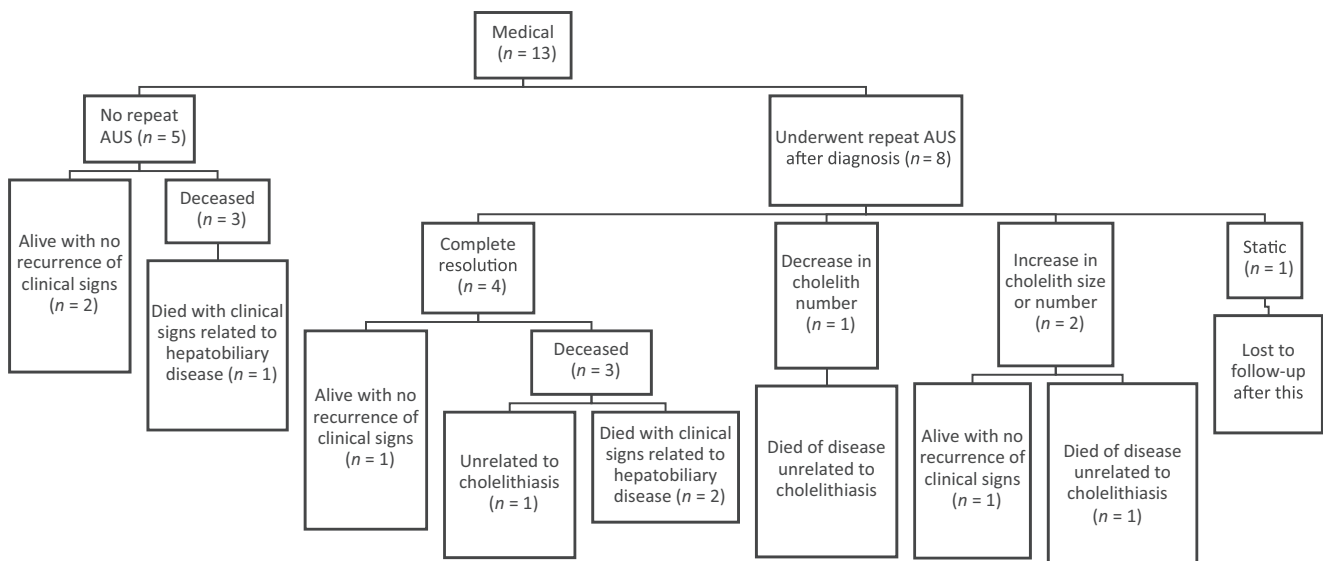 Medical
(n = 13)
No repeat
AUS (n = 5)
Underwent repeat AUS
after diagnosis (n = 8)
Alive with no
recurrence of
clinical signs
(n = 2)
Deceased
(n = 3)
Died with clinical
signs related to
hepatobiliary
disease (n = 1)
Complete
resolution
(n = 4)
Alive with no
recurrence of
clinical signs
(n = 1)
Deceased
(n = 3)
Unrelated to
cholelithiasis
(n = 1)
Died with clinical
signs related to
hepatobiliary
disease (n = 2)
Decrease in
cholelith
number
(n = 1)
Died of disease
unrelated to
cholelithiasis
Increase in
cholelith size
or number
(n = 2)
Alive with no
recurrence of
clinical signs
(n = 1)
Died of disease
unrelated to
cholelithiasis
(n = 1)
Static
(n = 1)
Lost to
follow-up
after this